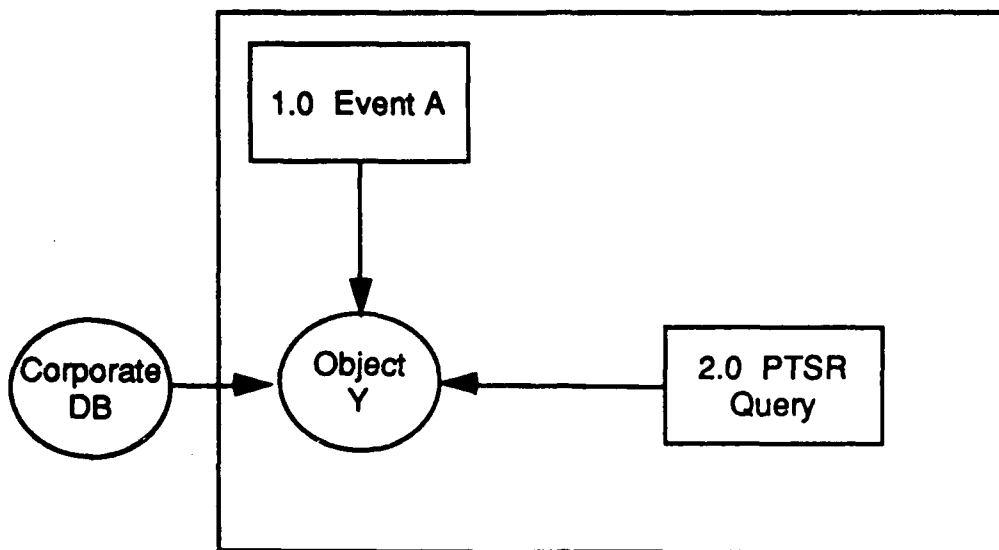 1.0 Event A
Corporate
DB
Object
Y
2.0 PTSR
Query